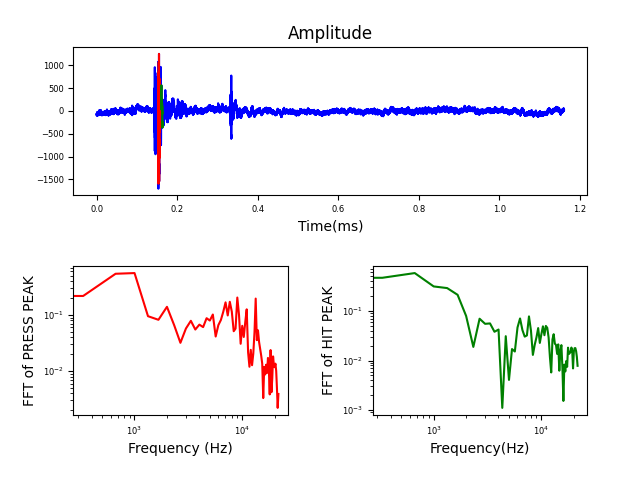 Amplitude
1000
500
0
−500
−1000
−1500
0.0 0.2 0.4 0.6 0.8 1.0 1.2
Time(ms)
FFT of PRESS PEAK
10⁻¹
10⁻²
10³ 10⁴
Frequency (Hz)
FFT of HIT PEAK
10⁻¹
10⁻²
10⁻³
10³ 10⁴
Frequency(Hz)